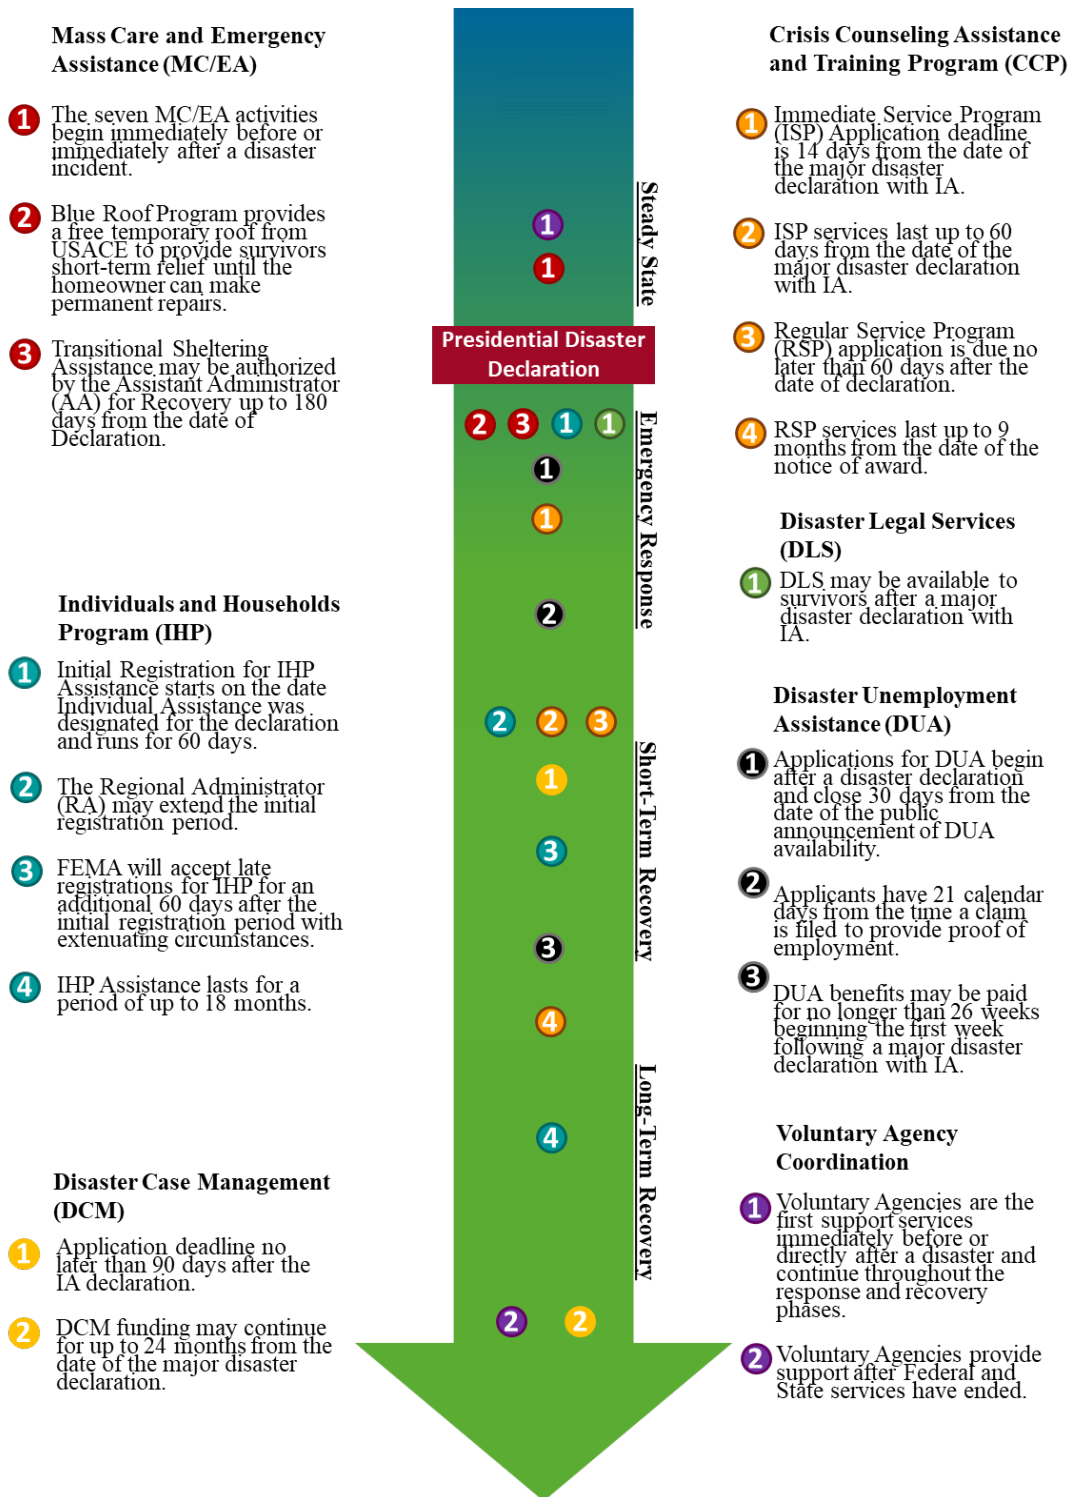 Mass Care and Emergency
Assistance (MC/EA)
1
The seven MC/EA activities
begin immediately before or
immediately after a disaster
incident.
2
Blue Roof Program provides
a free temporary roof from
USACE to provide survivors
short-term relief until the
homeowner can make
permanent repairs.
3
Transitional Sheltering
Assistance may be authorized
by the Assistant Administrator
(AA) for Recovery up to 180
days from the date of
Declaration.
Individuals and Households
Program (IHP)
1
Initial Registration for IHP
Assistance starts on the date
Individual Assistance was
designated for the declaration
and runs for 60 days.
2
The Regional Administrator
(RA) may extend the initial
registration period.
3
FEMA will accept late
registrations for IHP for an
additional 60 days after the
initial registration period with
extenuating circumstances.
4
IHP Assistance lasts for a
period of up to 18 months.
Disaster Case Management
(DCM)
1
Application deadline no
later than 90 days after the
IA declaration.
2
DCM funding may continue
for up to 24 months from the
date of the major disaster
declaration.
Steady State
1
1
Presidential Disaster
Declaration
Emergency Response
2 3 1 1
1
1
2
2 2 3
Short-Term Recovery
1
3
3
4
Long-Term Recovery
4
2 2
Crisis Counseling Assistance
and Training Program (CCP)
1
Immediate Service Program
(ISP) Application deadline
is 14 days from the date of
the major disaster
declaration with IA.
2
ISP services last up to 60
days from the date of the
major disaster declaration
with IA.
3
Regular Service Program
(RSP) application is due no
later than 60 days after the
date of declaration.
4
RSP services last up to 9
months from the date of the
notice of award.
Disaster Legal Services
(DLS)
1
DLS may be available to
survivors after a major
disaster declaration with
IA.
Disaster Unemployment
Assistance (DUA)
1
Applications for DUA begin
after a disaster declaration
and close 30 days from the
date of the public
announcement of DUA
availability.
2
Applicants have 21 calendar
days from the time a claim
is filed to provide proof of
employment.
3
DUA benefits may be paid
for no longer than 26 weeks
beginning the first week
following a major disaster
declaration with IA.
Voluntary Agency
Coordination
1
Voluntary Agencies are the
first support services
immediately before or
directly after a disaster and
continue throughout the
response and recovery
phases.
2
Voluntary Agencies provide
support after Federal and
State services have ended.